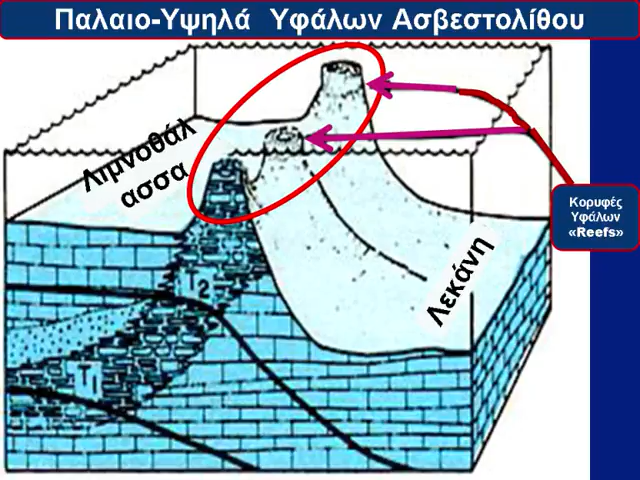 Παλαιο-Υψηλά Υφάλων Ασβεστολίθου
Λιμνοθάλ
ασσα
Κορυφές
Υφάλων
«Reefs»
Λεκάνη
T2
T1